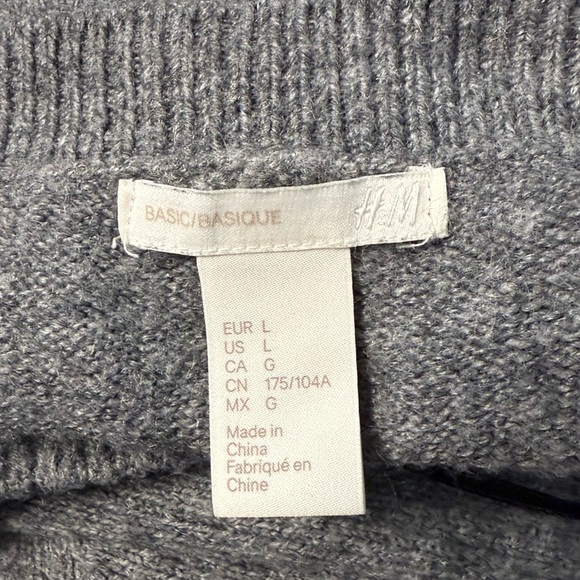 BASIC/BASIQUE H&M
EUR L
US L
CA G
CN 175/104A
MX G
Made in
China
Fabriqué en
Chine